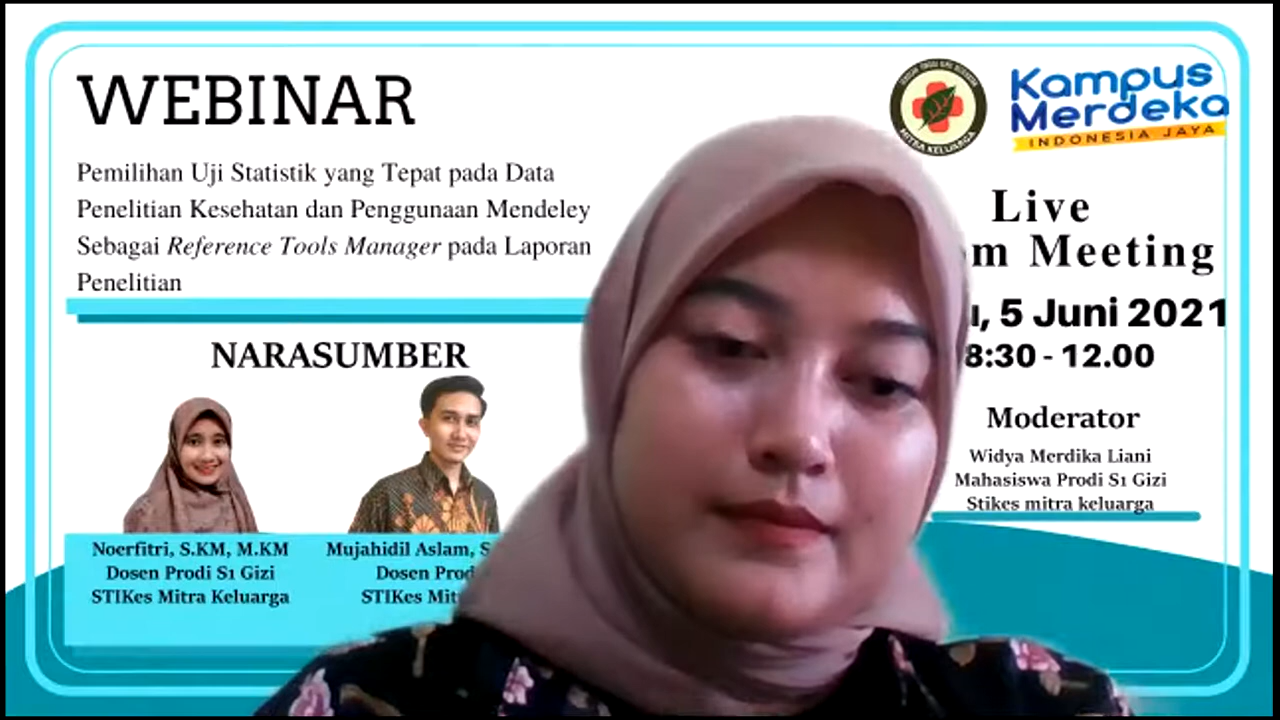 WEBINAR
Pemilihan Uji Statistik yang Tepat pada Data
Penelitian Kesehatan dan Penggunaan Mendeley
Sebagai Reference Tools Manager pada Laporan
Penelitian
NARASUMBER
Noerfitri, S.KM, M.KM
Dosen Prodi S1 Gizi
STIKes Mitra Keluarga
Mujahidil Aslam, S
Dosen Prod
STIKes Mit
MITRA KELUARGA
Kampus
Merdeka
INDONESIA JAYA
Live
m Meeting
, 5 Juni 2021
8:30 - 12.00
Moderator
Widya Merdika Liani
Mahasiswa Prodi S1 Gizi
Stikes mitra keluarga